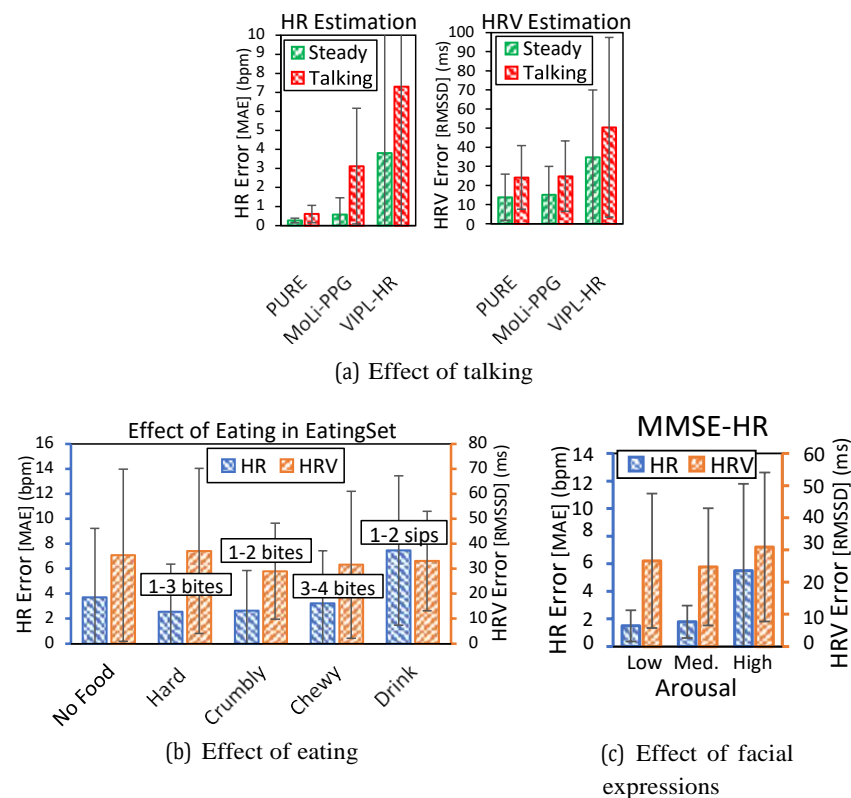 HR Estimation
HRV Estimation
HR Error [MAE] (bpm)
10
9
8
7
6
5
4
3
2
1
0
Steady
Talking
PURE
MoLi-PPG
VIPL-HR
HRV Error [RMSSD] (ms)
100
90
80
70
60
50
40
30
20
10
0
Steady
Talking
PURE
MoLi-PPG
VIPL-HR
(a) Effect of talking
Effect of Eating in EatingSet
HR Error [MAE] (bpm)
16
14
12
10
8
6
4
2
0
HR
HRV
1-3 bites
1-2 bites
3-4 bites
1-2 sips
80
70
60
50
40
30
20
10
0
HRV Error [RMSSD] (ms)
No Food
Hard
Crumbly
Chewy
Drink
(b) Effect of eating
MMSE-HR
HR Error [MAE] (bpm)
14
12
10
8
6
4
2
0
HR
HRV
60
50
40
30
20
10
0
HRV Error [RMSSD] (ms)
Low
Med.
High
Arousal
(c) Effect of facial
expressions